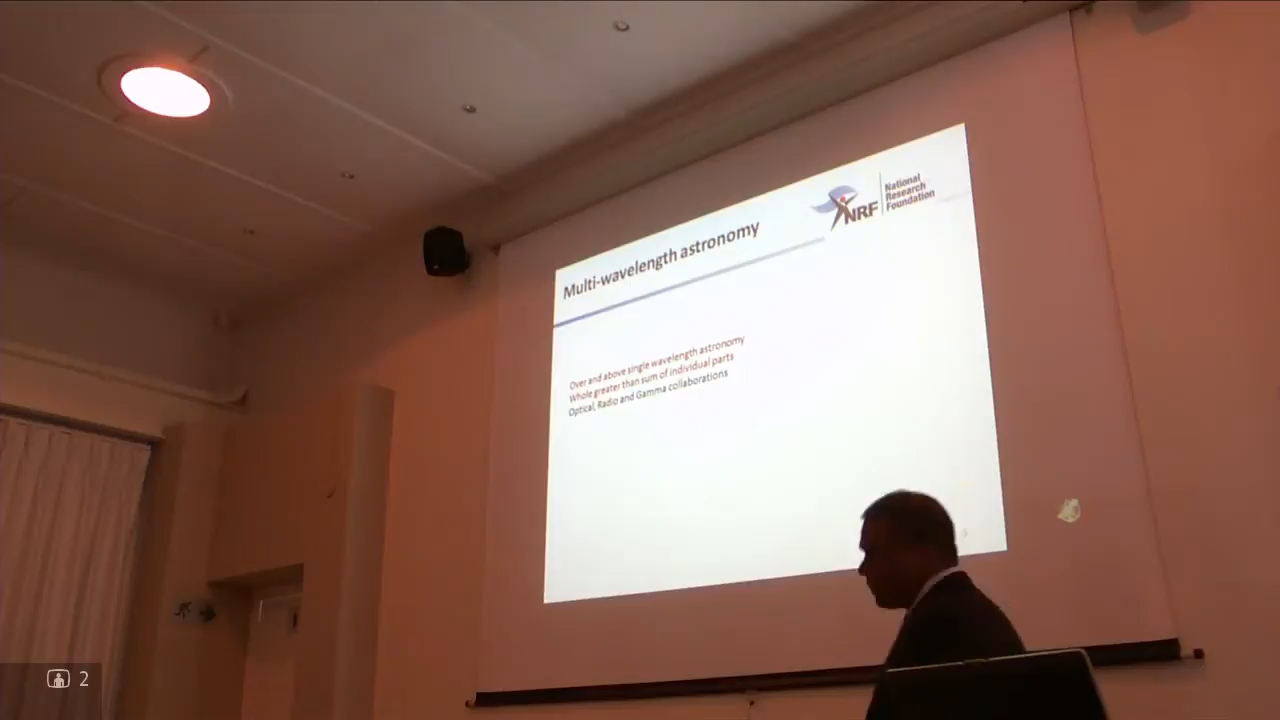 Multi-wavelength astronomy
NRF
National
Research
Foundation
Over and above single wavelength astronomy
Whole greater than sum of individual parts
Optical, Radio and Gamma collaborations
2